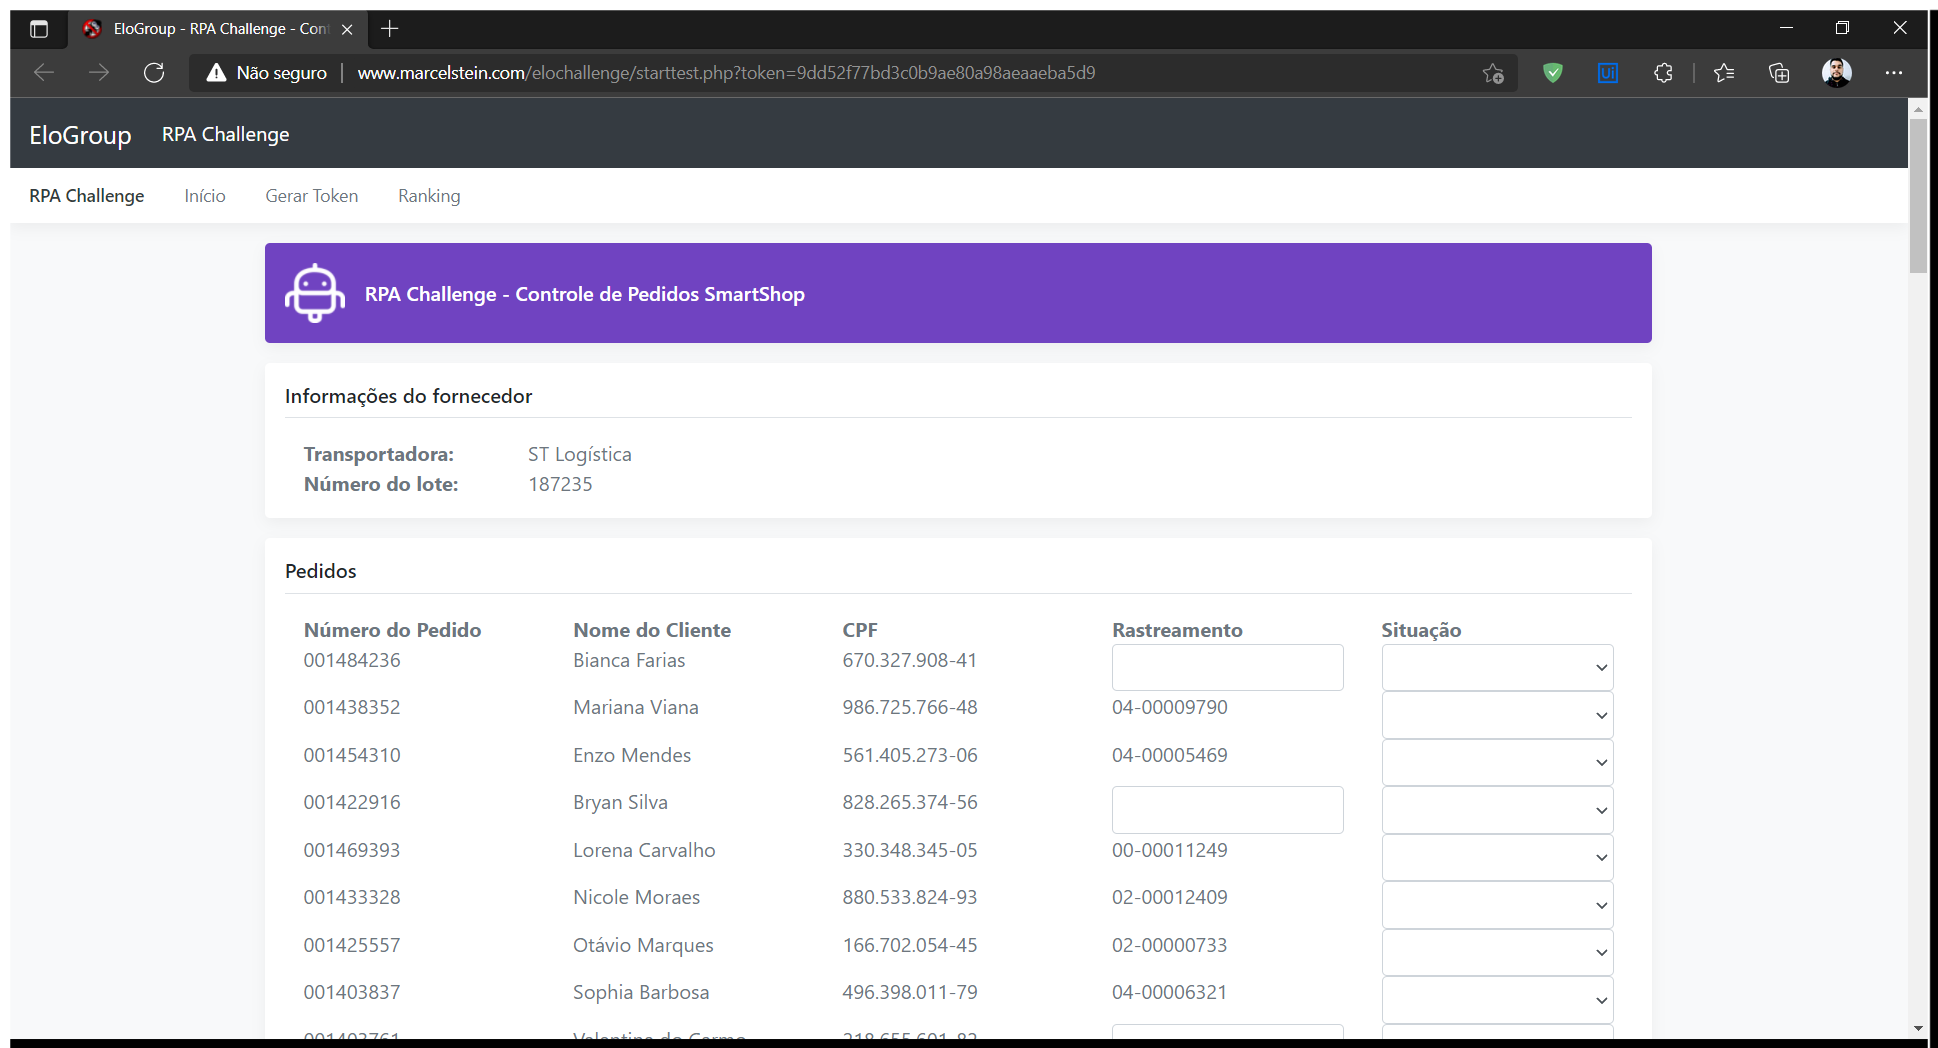 EloGroup - RPA Challenge - Con
Não seguro www.marcelstein.com/elochallenge/starttest.php?token=9dd52f77bd3c0b9ae80a98aeaaeba5d9
EloGroup RPA Challenge
RPA Challenge Início Gerar Token Ranking
RPA Challenge - Controle de Pedidos SmartShop
Informações do fornecedor
Transportadora: ST Logística
Número do lote: 187235
Pedidos
Número do Pedido Nome do Cliente CPF Rastreamento Situação
001484236 Bianca Farias 670.327.908-41
001438352 Mariana Viana 986.725.766-48 04-00009790
001454310 Enzo Mendes 561.405.273-06 04-00005469
001422916 Bryan Silva 828.265.374-56
001469393 Lorena Carvalho 330.348.345-05 00-00011249
001433328 Nicole Moraes 880.533.824-93 02-00012409
001425557 Otávio Marques 166.702.054-45 02-00000733
001403837 Sophia Barbosa 496.398.011-79 04-00006321